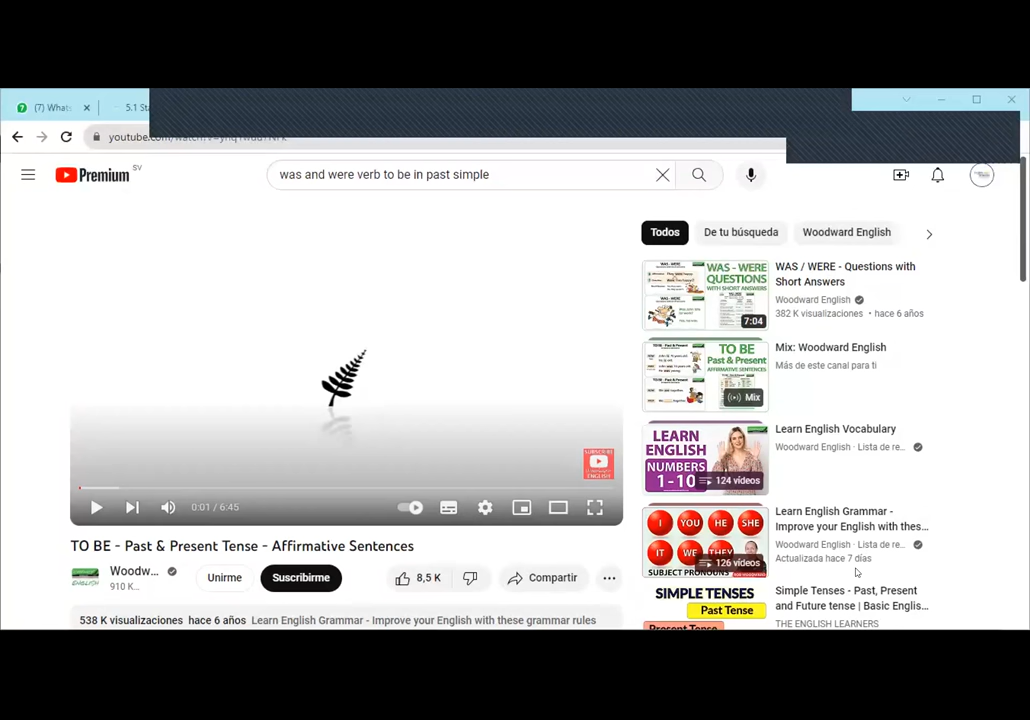 (7) Whats
5.1 Sta
Premium SV
was and were verb to be in past simple
Todos
De tu búsqueda
Woodward English
WAS - WERE
QUESTIONS
WITH SHORT ANSWERS
7:04
WAS / WERE - Questions with
Short Answers
Woodward English
382 K visualizaciones • hace 6 años
TO BE
Past & Present
AFFIRMATIVE SENTENCES
Mix
Mix: Woodward English
Más de este canal para ti
LEARN
ENGLISH
NUMBERS
1-10
124 vídeos
Learn English Vocabulary
Woodward English · Lista de re...
I YOU HE SHE
IT WE THEY
126 vídeos
SUBJECT PRONOUNS
Learn English Grammar -
Improve your English with thes...
Woodward English · Lista de re...
Actualizada hace 7 días
SIMPLE TENSES
Past Tense
Present Tense
Simple Tenses - Past, Present
and Future tense | Basic Englis...
THE ENGLISH LEARNERS
SUBSCRIBE
ENGLISH
0:01 / 6:45
TO BE - Past & Present Tense - Affirmative Sentences
Woodw...
910 K...
Unirme
Suscribirme
8,5 K
Compartir
538 K visualizaciones hace 6 años Learn English Grammar - Improve your English with these grammar rules